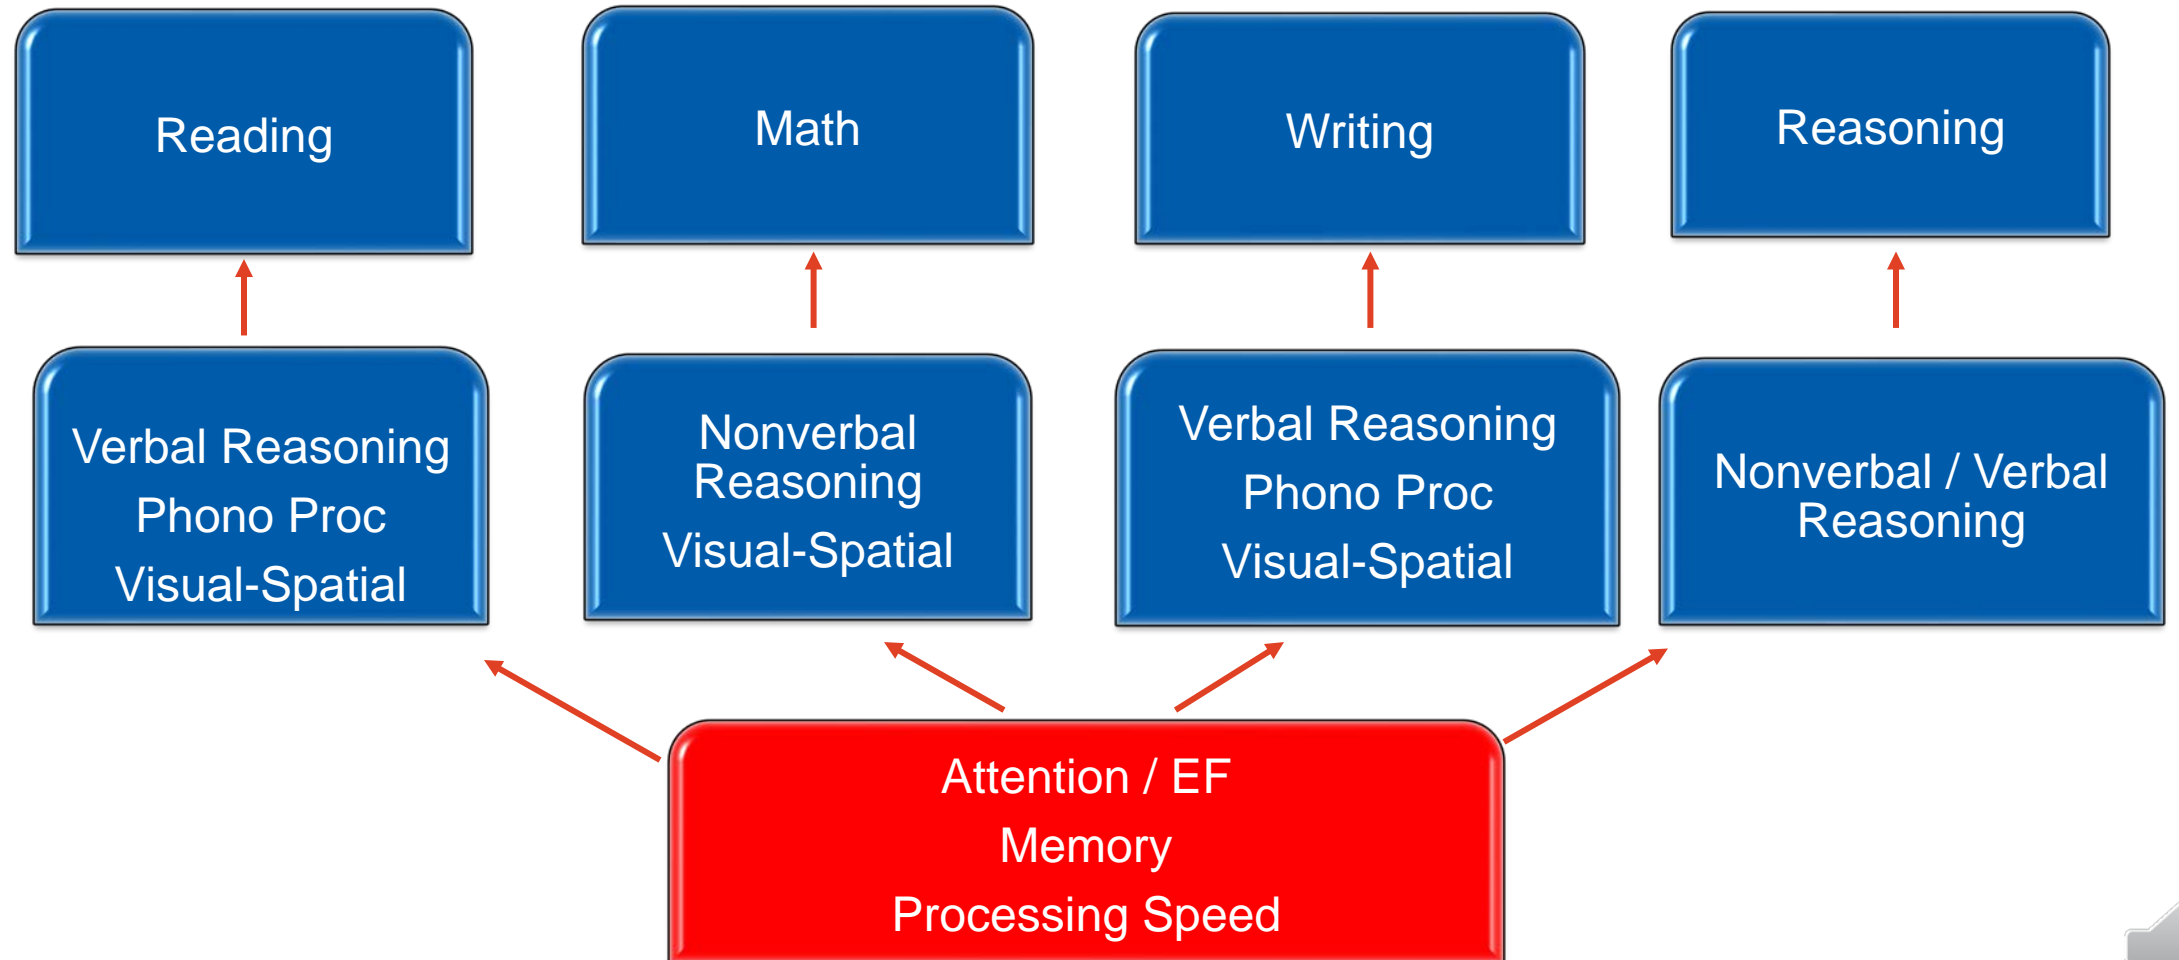 Reading
Math
Writing
Reasoning
Verbal Reasoning
Phono Proc
Visual-Spatial
Nonverbal
Reasoning
Visual-Spatial
Verbal Reasoning
Phono Proc
Visual-Spatial
Nonverbal / Verbal
Reasoning
Attention / EF
Memory
Processing Speed